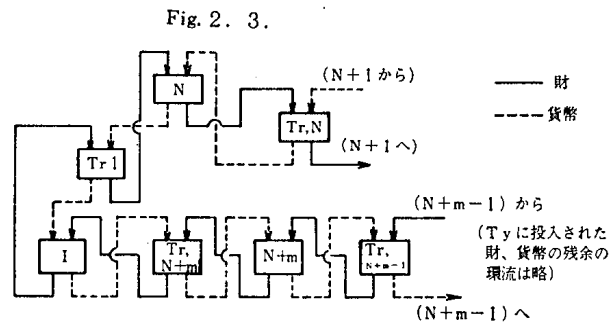 Fig. 2. 3.
N
(N+1から)
財
貨幣
Tr,N
(N+1へ)
Tr 1
(N+m−1)から
(Tyに投入された
財、貨幣の残余の
環流は略)
I
Tr,
N+m
N+m
Tr,
N+m−1
(N+m−1)へ